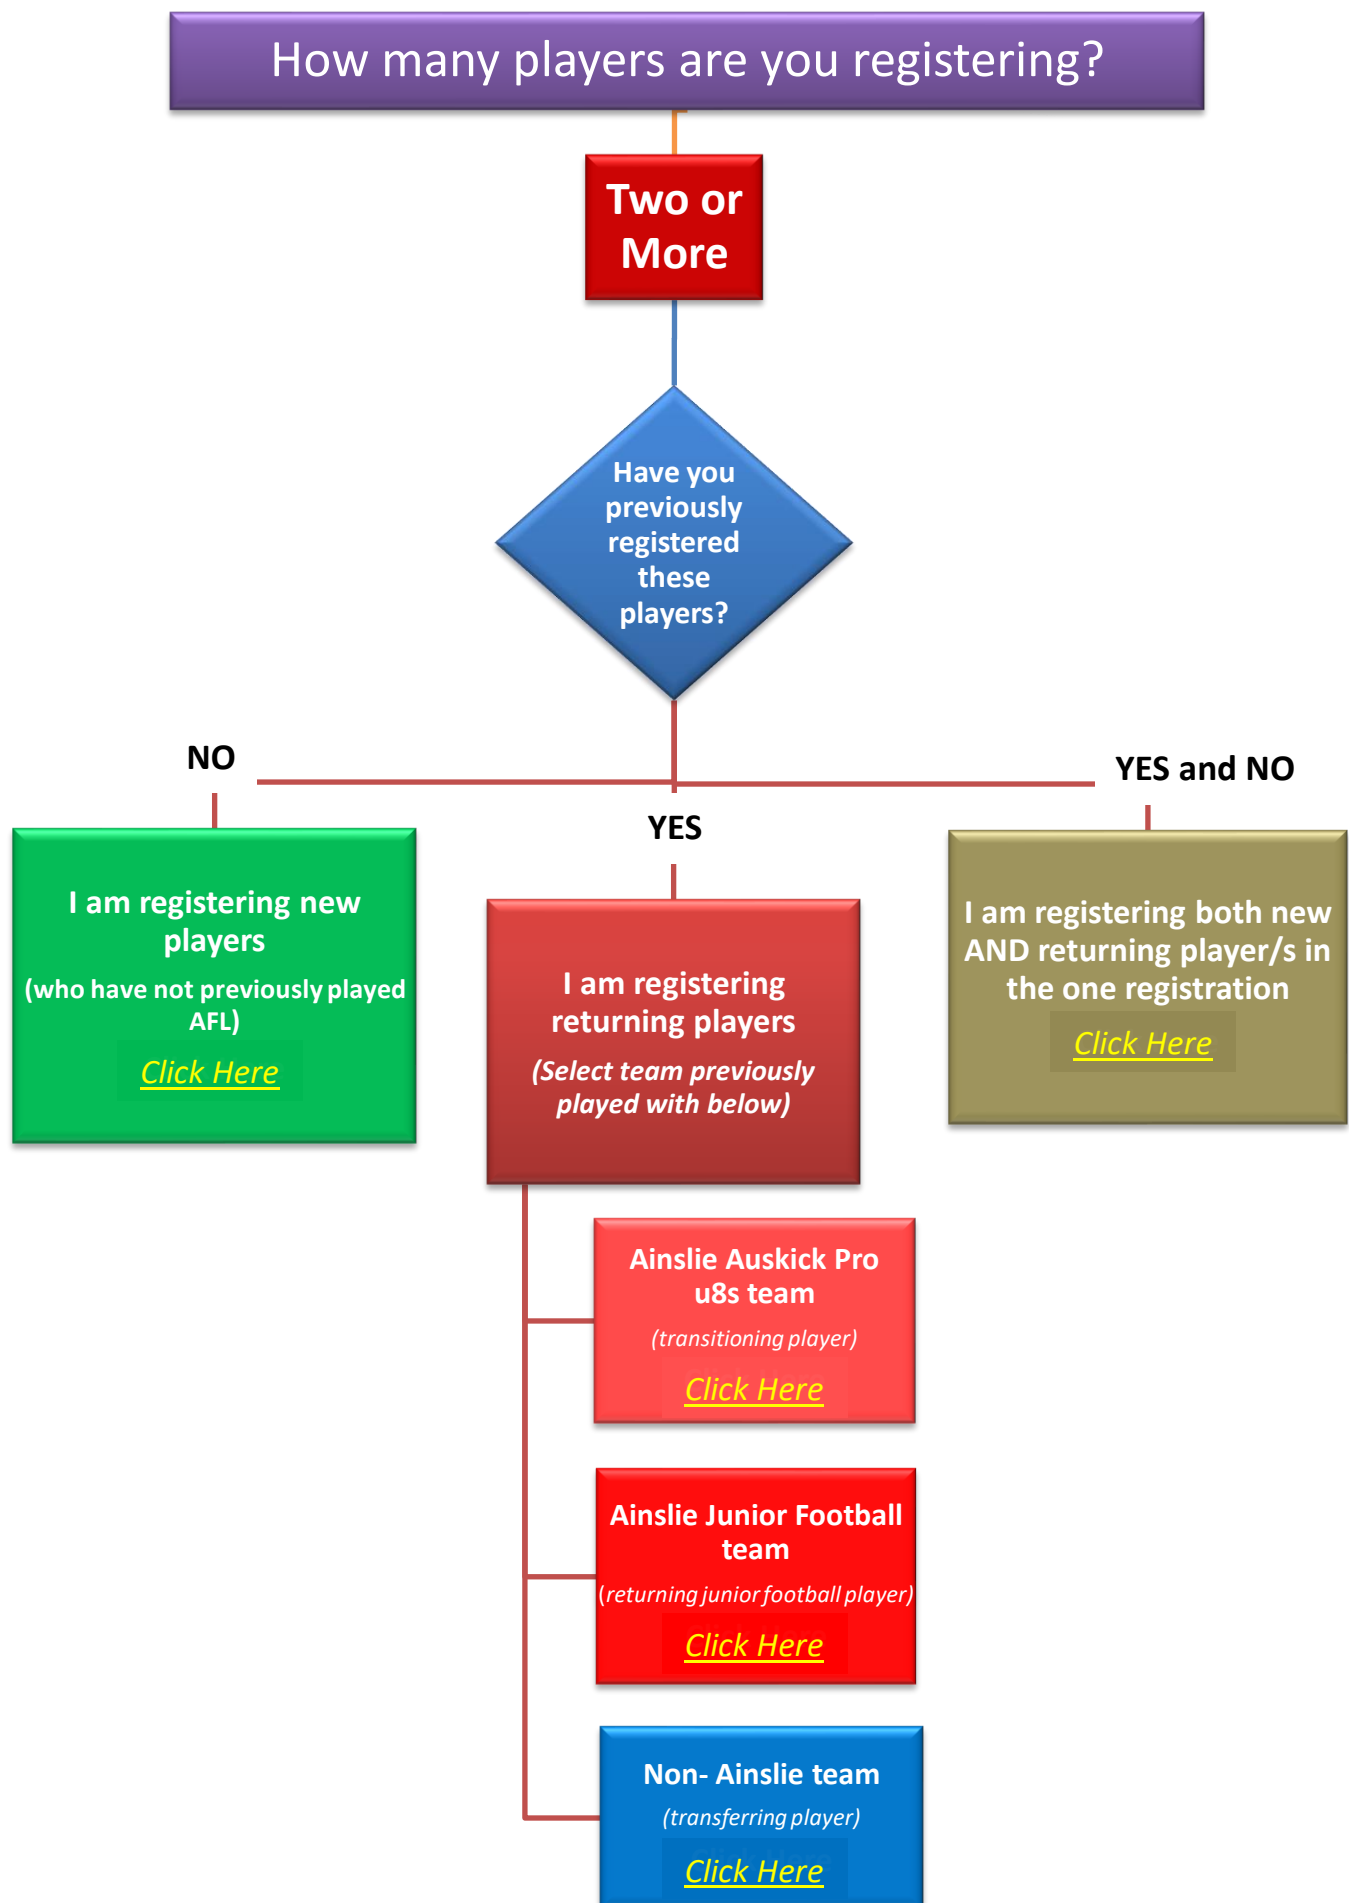 How many players are you registering?
Two or
More
Have you
previously
registered
these
players?
NO
YES
YES and NO
I am registering new
players
(who have not previously played
AFL)
Click Here
I am registering
returning players
(Select team previously
played with below)
I am registering both new
AND returning player/s in
the one registration
Click Here
Ainslie Auskick Pro
u8s team
(transitioning player)
Click Here
Ainslie Junior Football
team
(returning junior football player)
Click Here
Non- Ainslie team
(transferring player)
Click Here